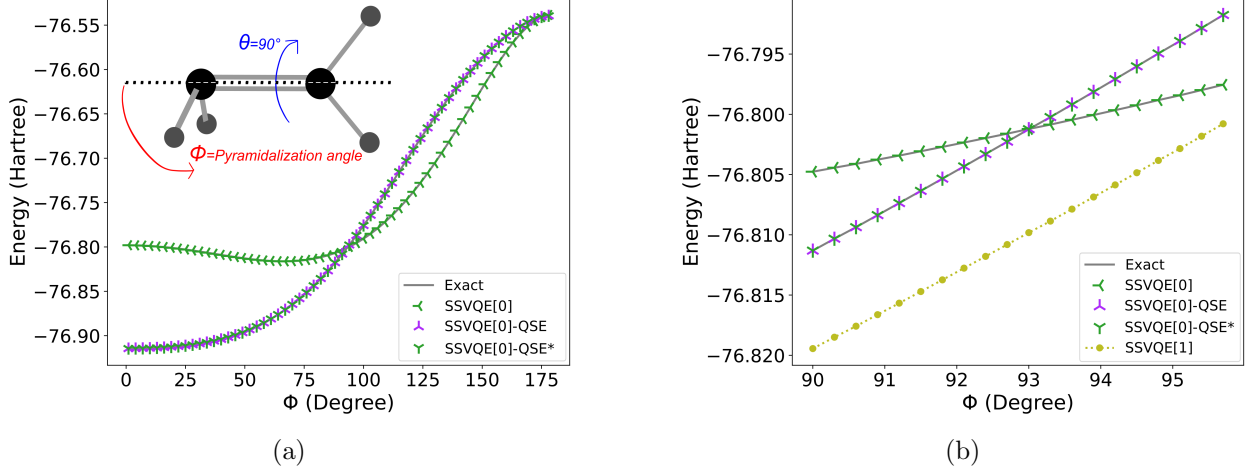 −76.55
−76.60
−76.65
−76.70
−76.75
−76.80
−76.85
−76.90
Energy (Hartree)
θ=90°
Φ=Pyramidalization angle
Exact
SSVQE[0]
SSVQE[0]-QSE
SSVQE[0]-QSE*
0 25 50 75 100 125 150 175
Φ (Degree)
(a)
−76.795
−76.800
−76.805
−76.810
−76.815
−76.820
Energy (Hartree)
Exact
SSVQE[0]
SSVQE[0]-QSE
SSVQE[0]-QSE*
SSVQE[1]
90 91 92 93 94 95
Φ (Degree)
(b)